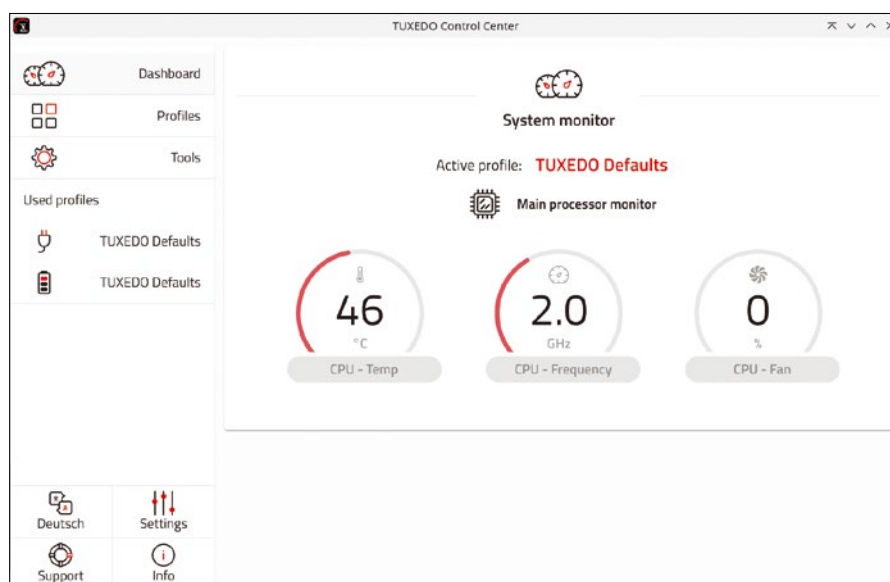 TUXEDO Control Center
Dashboard
Profiles
Tools
Used profiles
TUXEDO Defaults
TUXEDO Defaults
Deutsch
Settings
Support
Info
System monitor
Active profile: TUXEDO Defaults
Main processor monitor
46
°C
CPU - Temp
2.0
GHz
CPU - Frequency
0
%
CPU - Fan